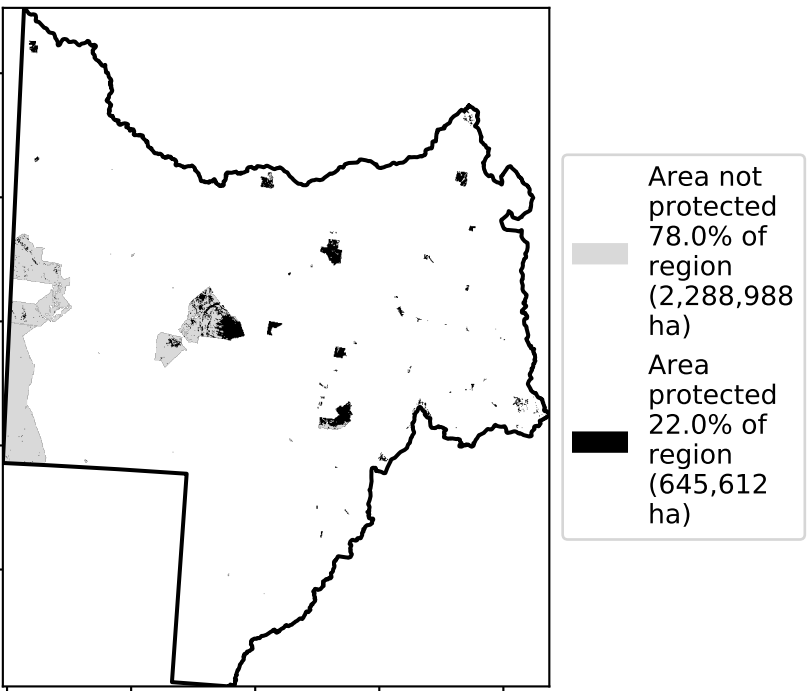 Area not
protected
78.0% of
region
(2,288,988
ha)
Area
protected
22.0% of
region
(645,612
ha)